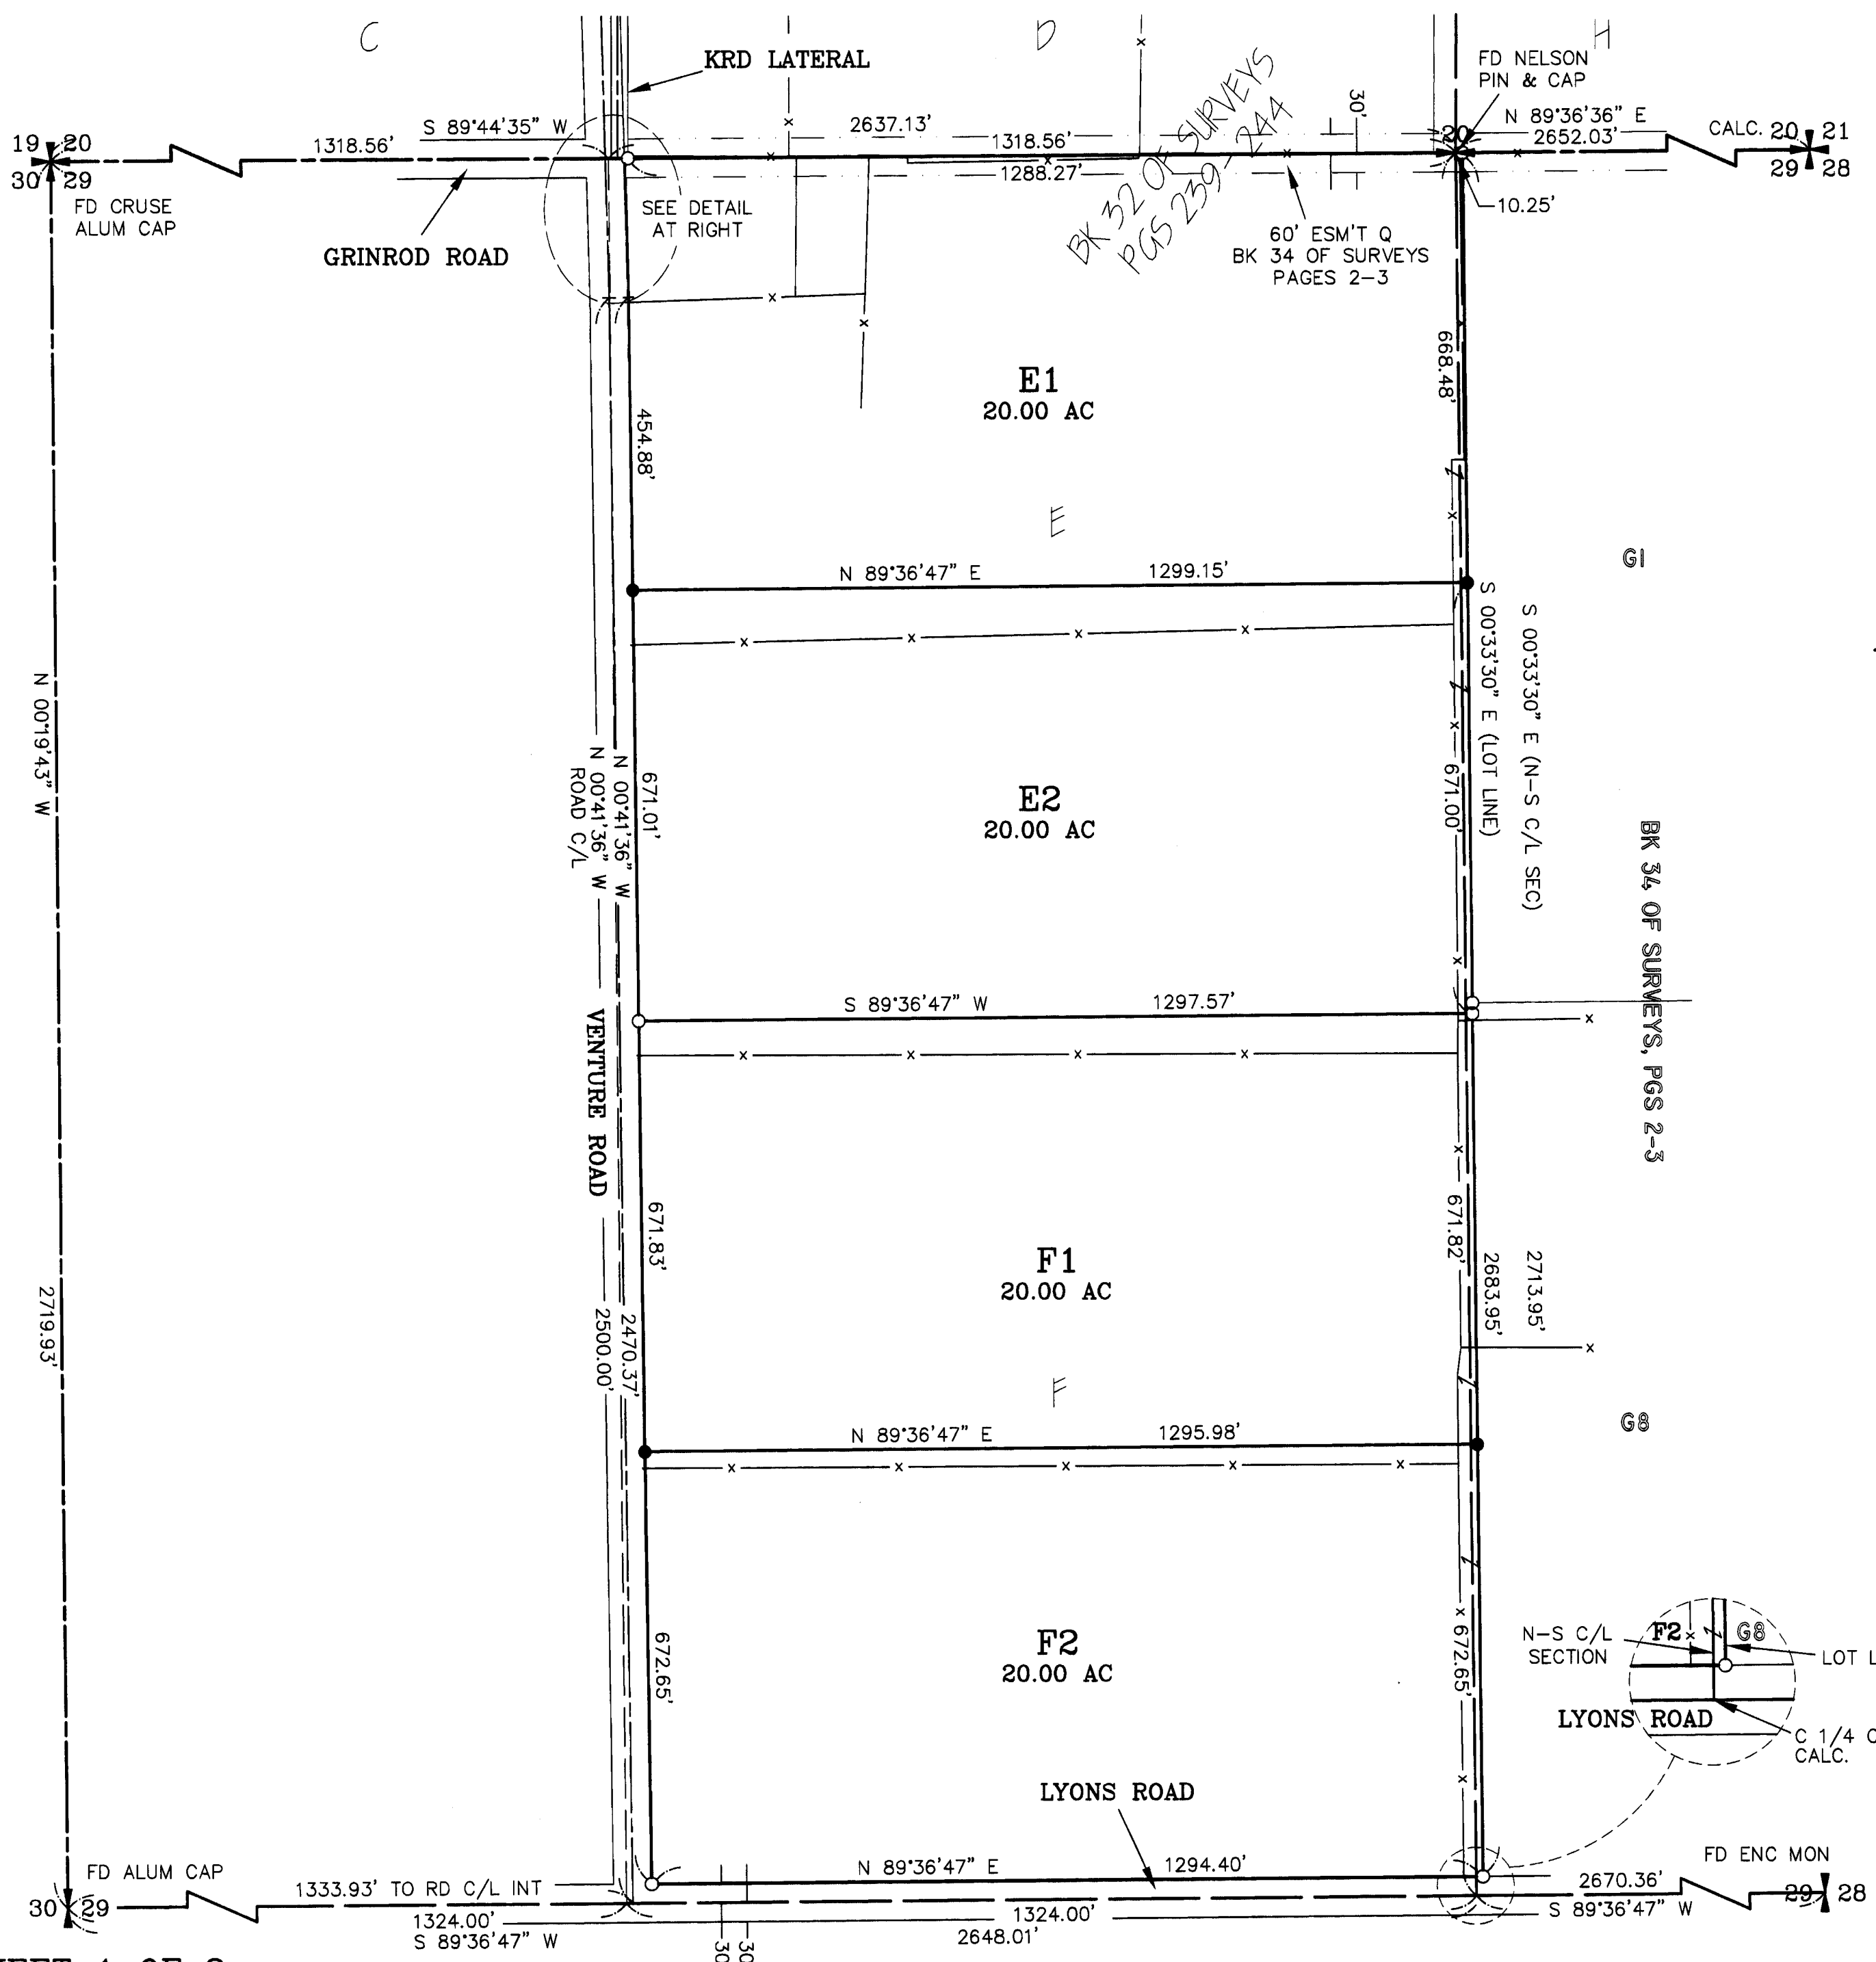 C
D
H
KRD LATERAL
FD NELSON
PIN & CAP
BK 32 OF SURVEYS
PGS 239-244
30'
S 89°44'35" W
1318.56'
2637.13'
1318.56'
1288.27'
N 89°36'36" E
2652.03'
CALC.
19 20
30 29
20
20 21
29 28
FD CRUSE
ALUM CAP
GRINROD ROAD
SEE DETAIL
AT RIGHT
60' ESM'T Q
BK 34 OF SURVEYS
PAGES 2-3
10.25'
454.88'
E1
20.00 AC
668.48'
E
N 89°36'47" E 1299.15'
G1
S 00°33'30" E (LOT LINE)
S 00°33'30" E (N-S C/L SEC)
N 00°19'43" W
N 00°41'36" W
N 00°41'36" W
ROAD C/L
671.01'
E2
20.00 AC
671.00'
BK 34 OF SURVEYS, PGS 2-3
S 89°36'47" W 1297.57'
VENTURE ROAD
671.83'
F1
20.00 AC
671.82'
2683.95'
2713.95'
2719.93'
2470.37'
2500.00'
F
N 89°36'47" E 1295.98'
G8
672.65'
F2
20.00 AC
672.65'
N-S C/L
SECTION
F2
G8
LOT L
LYONS ROAD
C 1/4 C
CALC.
LYONS ROAD
FD ALUM CAP
N 89°36'47" E 1294.40'
FD ENC MON
30 29
1333.93' TO RD C/L INT
2670.36'
29 28
1324.00'
1324.00'
S 89°36'47" W
S 89°36'47" W
2648.01'
30
30